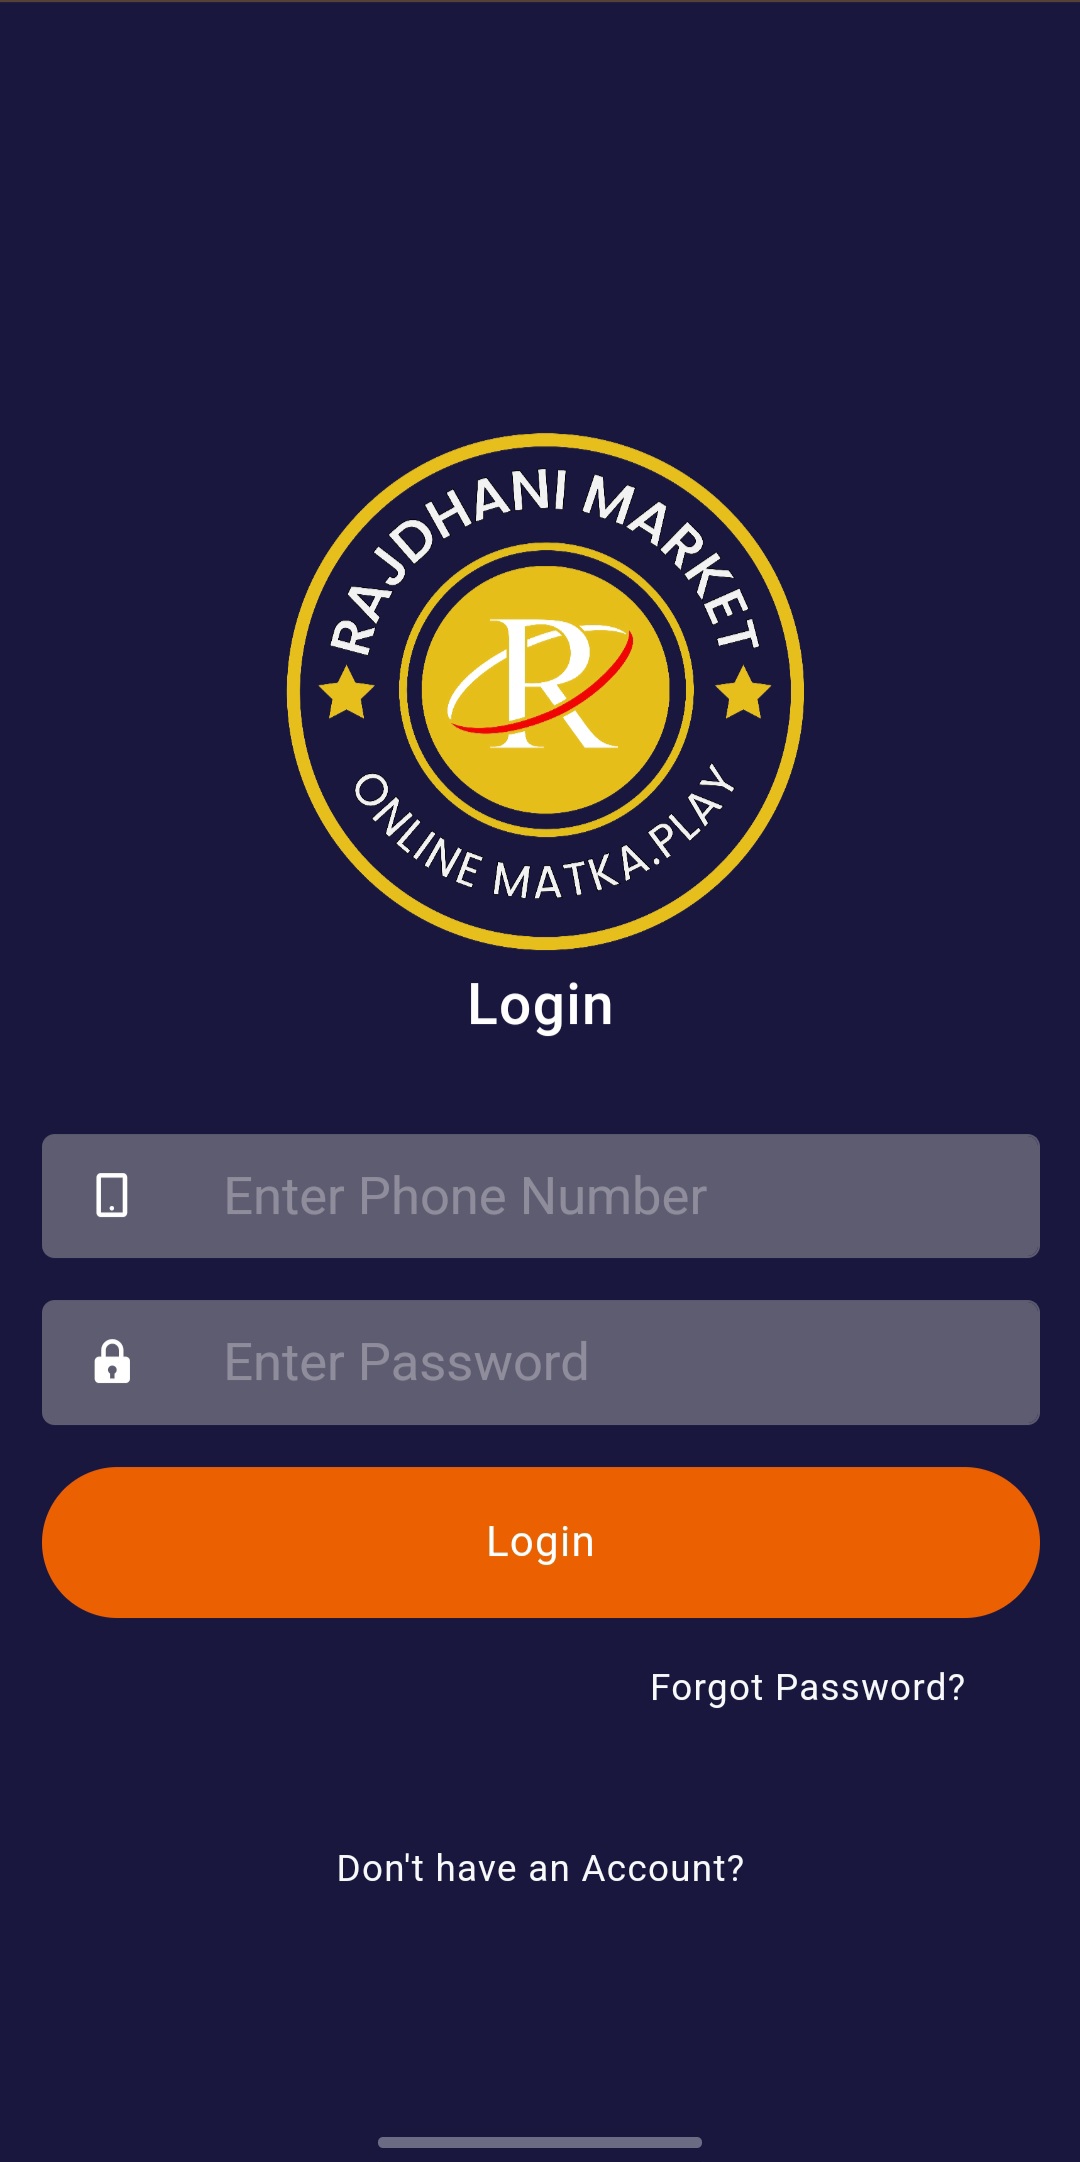 RAJDHANI MARKET
R
ONLINE MATKA.PLAY
Login
Enter Phone Number
Enter Password
Login
Forgot Password?
Don't have an Account?